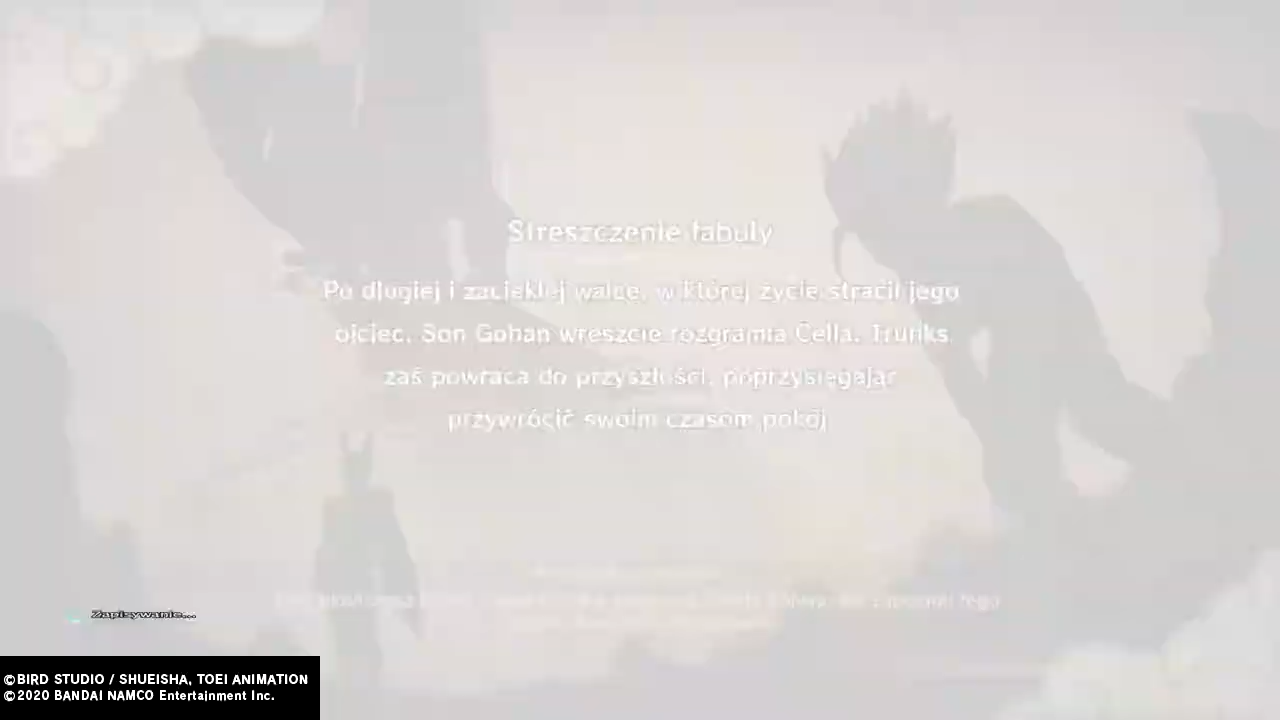 Streszczenie fabuły
Po długiej i zaciekłej walce, w której życie stracił jego
ojciec, Son Gohan wreszcie rozgramia Cella. Trunks
zaś powraca do przyszłości, poprzysięgając
przywrócić swoim czasom pokój
Zapisywanie...
©BIRD STUDIO / SHUEISHA, TOEI ANIMATION
©2020 BANDAI NAMCO Entertainment Inc.